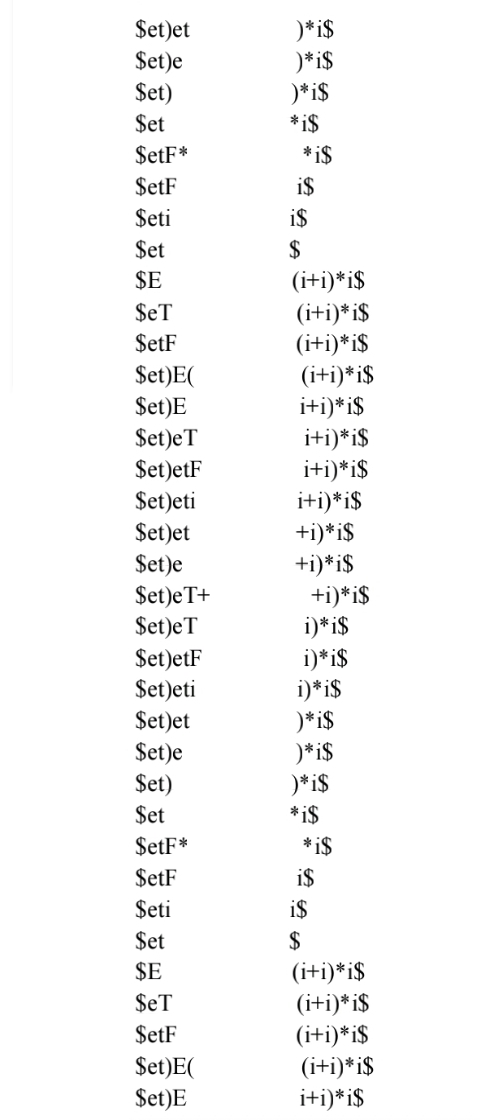 $et)et )*i$
$et)e )*i$
$et) )*i$
$et *i$
$etF* *i$
$etF i$
$eti i$
$et $
$E (i+i)*i$
$eT (i+i)*i$
$etF (i+i)*i$
$et)E( (i+i)*i$
$et)E i+i)*i$
$et)eT i+i)*i$
$et)etF i+i)*i$
$et)eti i+i)*i$
$et)et +i)*i$
$et)e +i)*i$
$et)eT+ +i)*i$
$et)eT i)*i$
$et)etF i)*i$
$et)eti i)*i$
$et)et )*i$
$et)e )*i$
$et) )*i$
$et *i$
$etF* *i$
$etF i$
$eti i$
$et $
$E (i+i)*i$
$eT (i+i)*i$
$etF (i+i)*i$
$et)E( (i+i)*i$
$et)E i+i)*i$